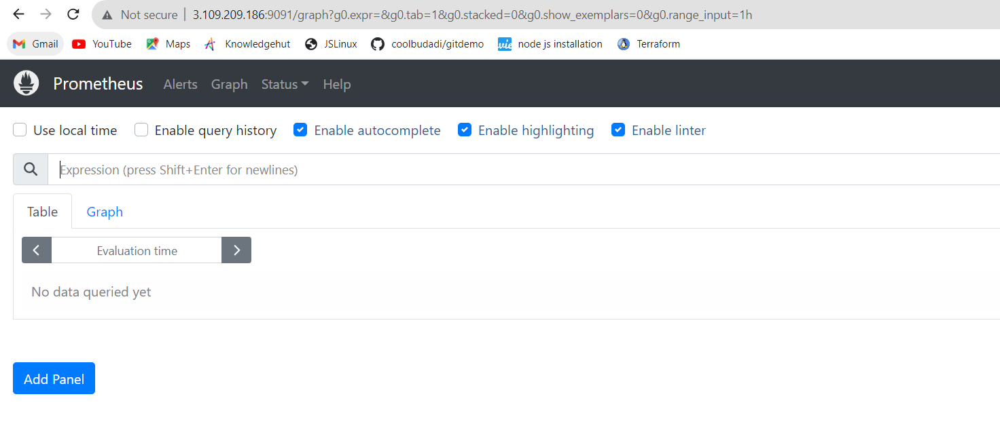 Not secure 3.109.209.186:9091/graph?g0.expr=&g0.tab=1&g0.stacked=0&g0.show_exemplars=0&g0.range_input=1h
Gmail YouTube Maps Knowledgehut JSLinux coolbudadi/gitdemo node js installation Terraform
Prometheus Alerts Graph Status Help
Use local time Enable query history Enable autocomplete Enable highlighting Enable linter
Expression (press Shift+Enter for newlines)
Table Graph
Evaluation time
No data queried yet
Add Panel